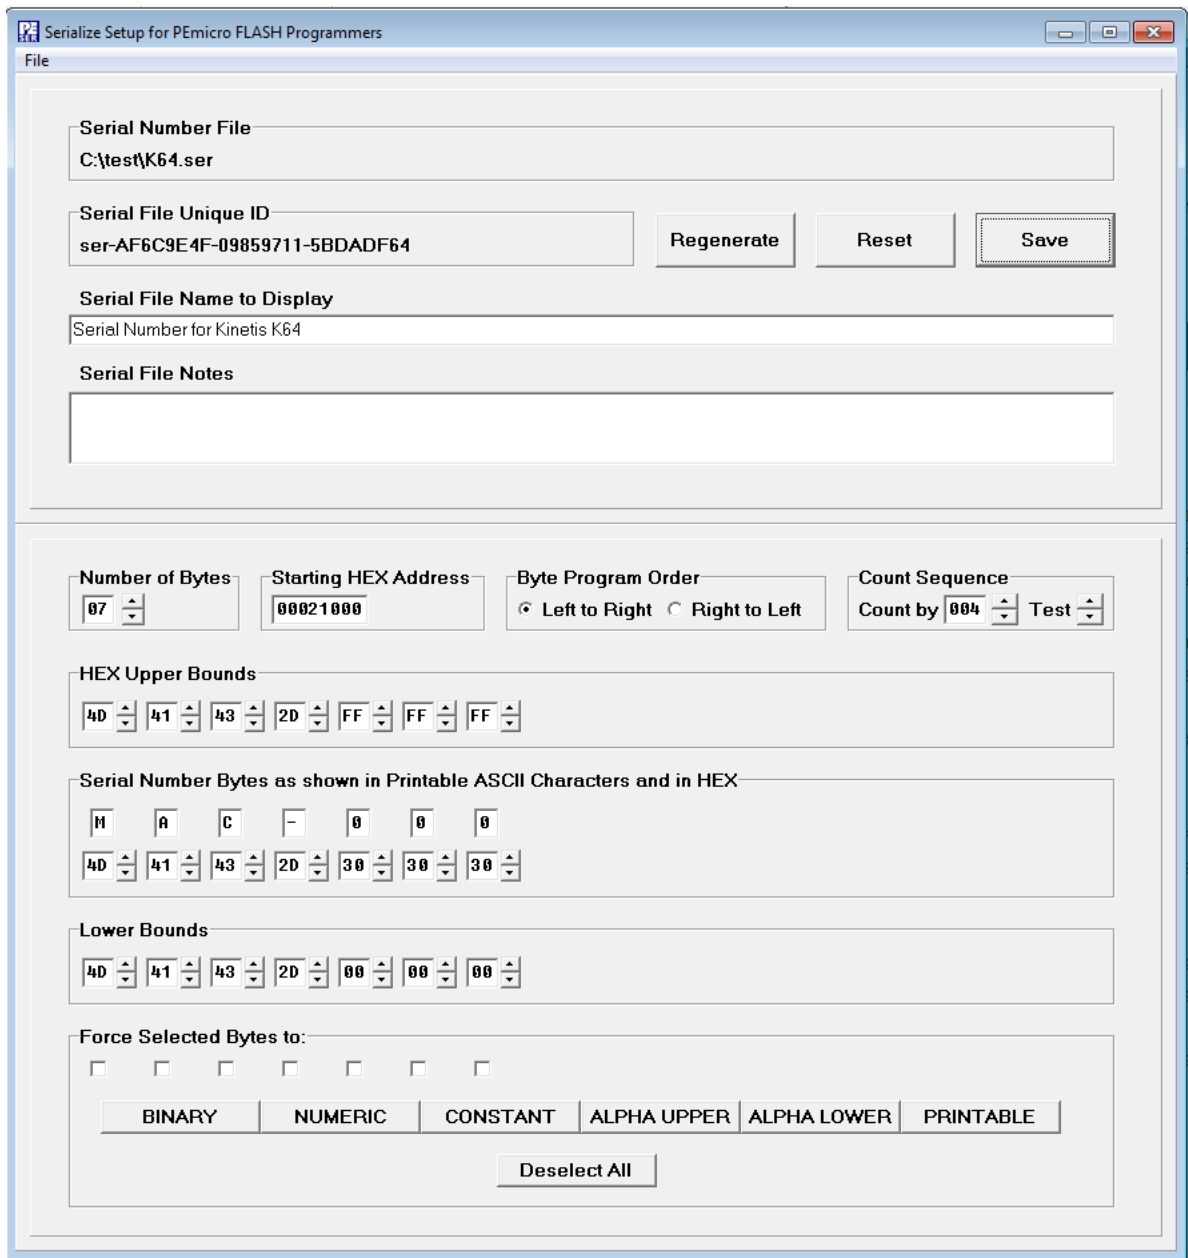 Serialize Setup for PEmicro FLASH Programmers
File
Serial Number File
C:\test\K64.ser
Serial File Unique ID
ser-AF6C9E4F-09859711-5BDADF64
Regenerate Reset Save
Serial File Name to Display
Serial Number for Kinetis K64
Serial File Notes
Number of Bytes Starting HEX Address Byte Program Order Count Sequence
07 00021000 Left to Right Right to Left Count by 004 Test
HEX Upper Bounds
4D 41 43 2D FF FF FF
Serial Number Bytes as shown in Printable ASCII Characters and in HEX
M A C - 0 0 0
4D 41 43 2D 30 30 30
Lower Bounds
4D 41 43 2D 00 00 00
Force Selected Bytes to:
BINARY NUMERIC CONSTANT ALPHA UPPER ALPHA LOWER PRINTABLE
Deselect All